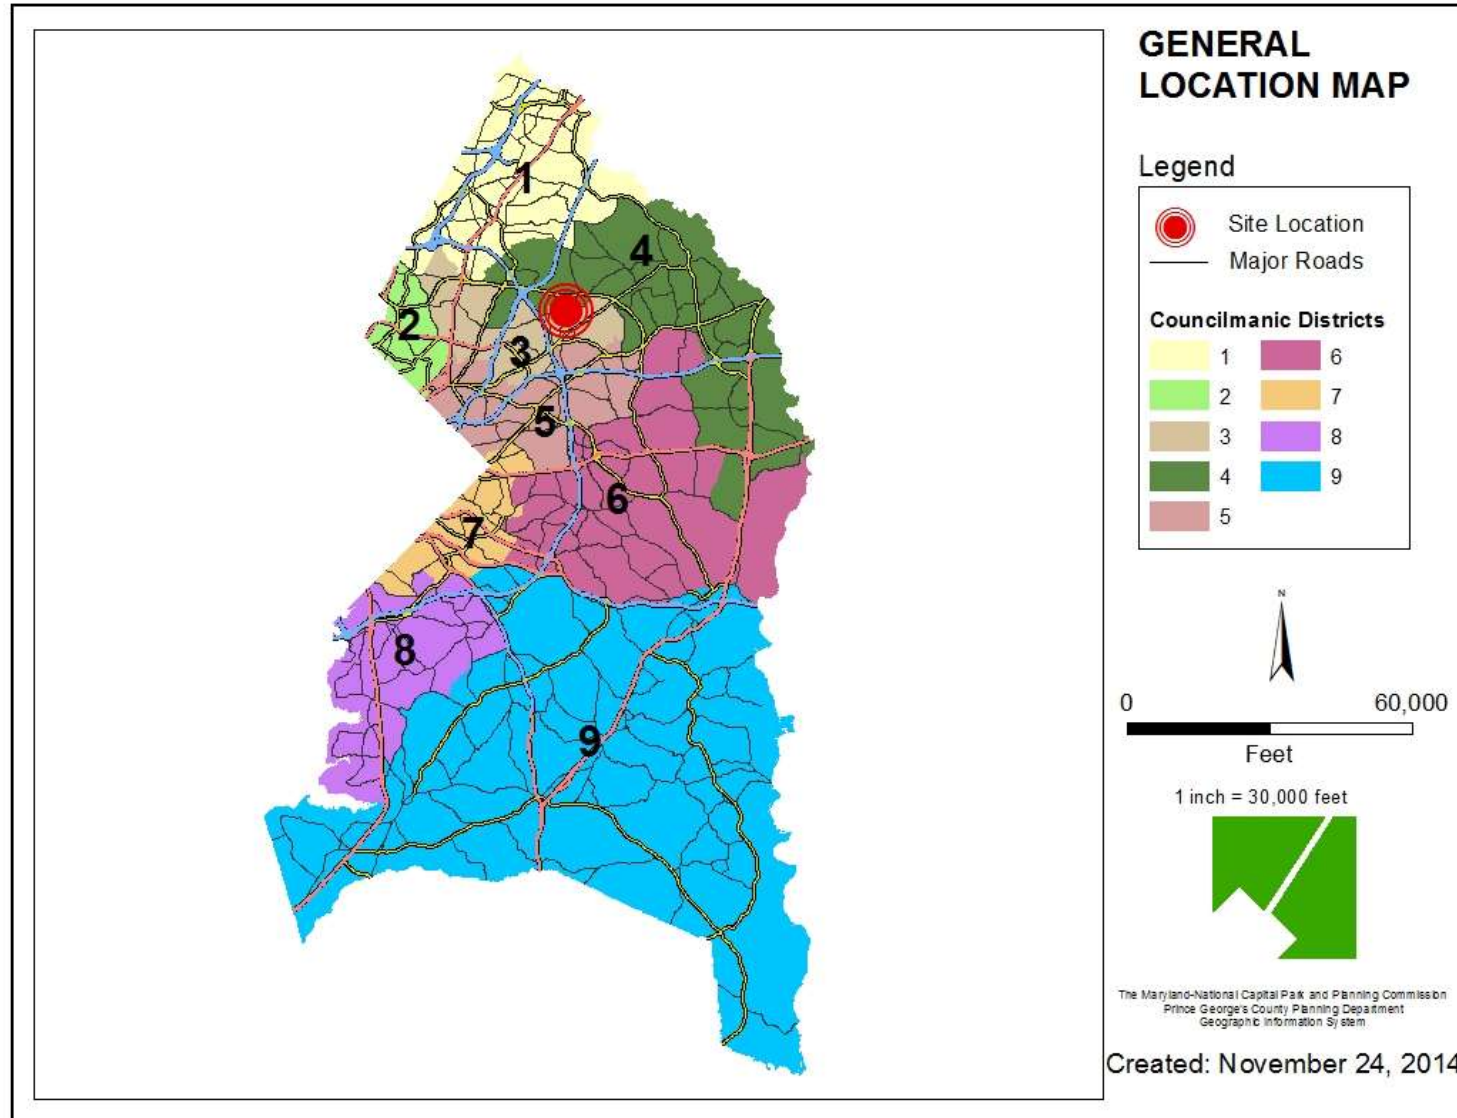 GENERAL
LOCATION MAP
Legend
Site Location
Major Roads
Councilmanic Districts
1 6
2 7
3 8
4 9
5
1
4
2
3
5
6
7
8
9
N
0 60,000
Feet
1 inch = 30,000 feet
The Maryland-National Capital Park and Planning Commission
Prince George's County Planning Department
Geographic Information System
Created: November 24, 2014